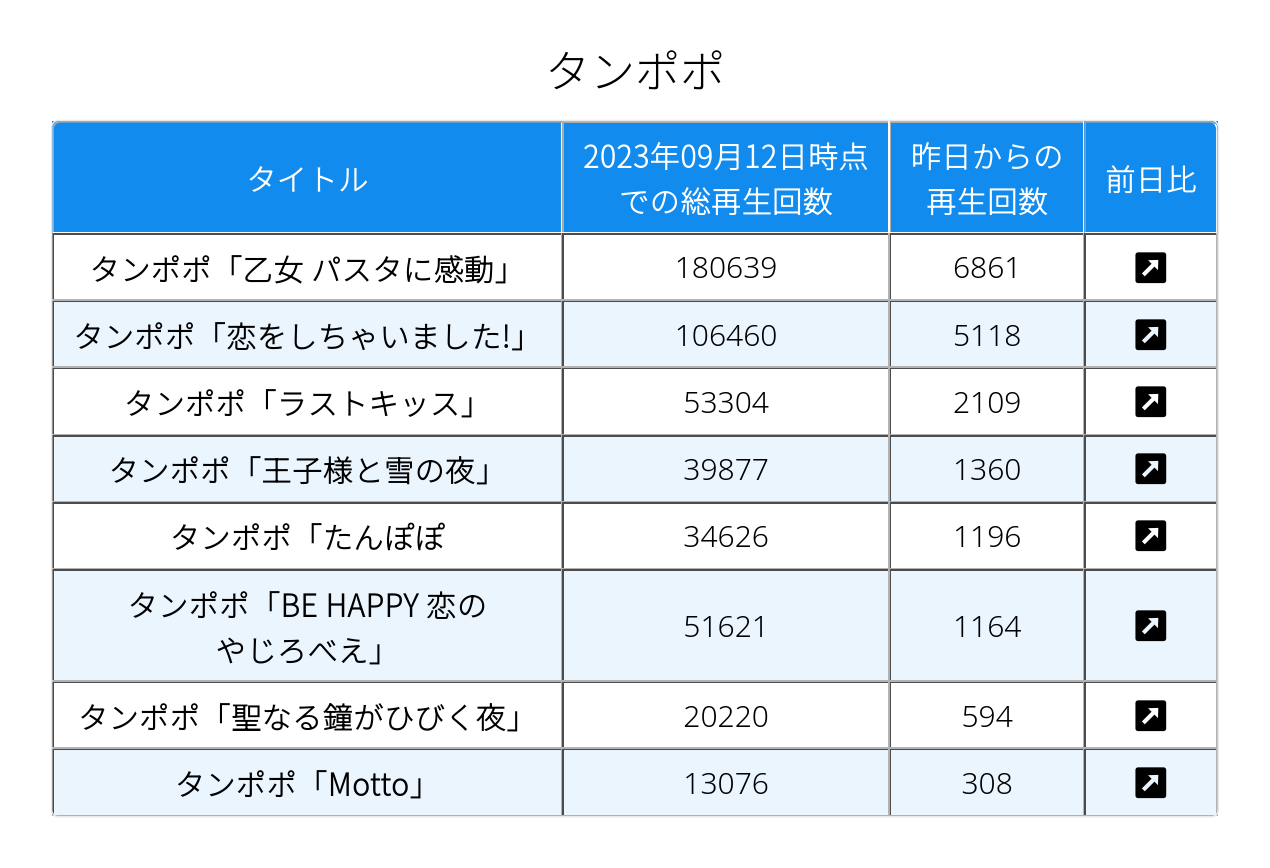 タンポポ
タイトル
2023年09月12日時点
での総再生回数
昨日からの
再生回数
前日比
タンポポ「乙女 パスタに感動」 180639 6861
タンポポ「恋をしちゃいました!」 106460 5118
タンポポ「ラストキッス」 53304 2109
タンポポ「王子様と雪の夜」 39877 1360
タンポポ「たんぽぽ 34626 1196
タンポポ「BE HAPPY 恋の
やじろべえ」 51621 1164
タンポポ「聖なる鐘がひびく夜」 20220 594
タンポポ「Motto」 13076 308